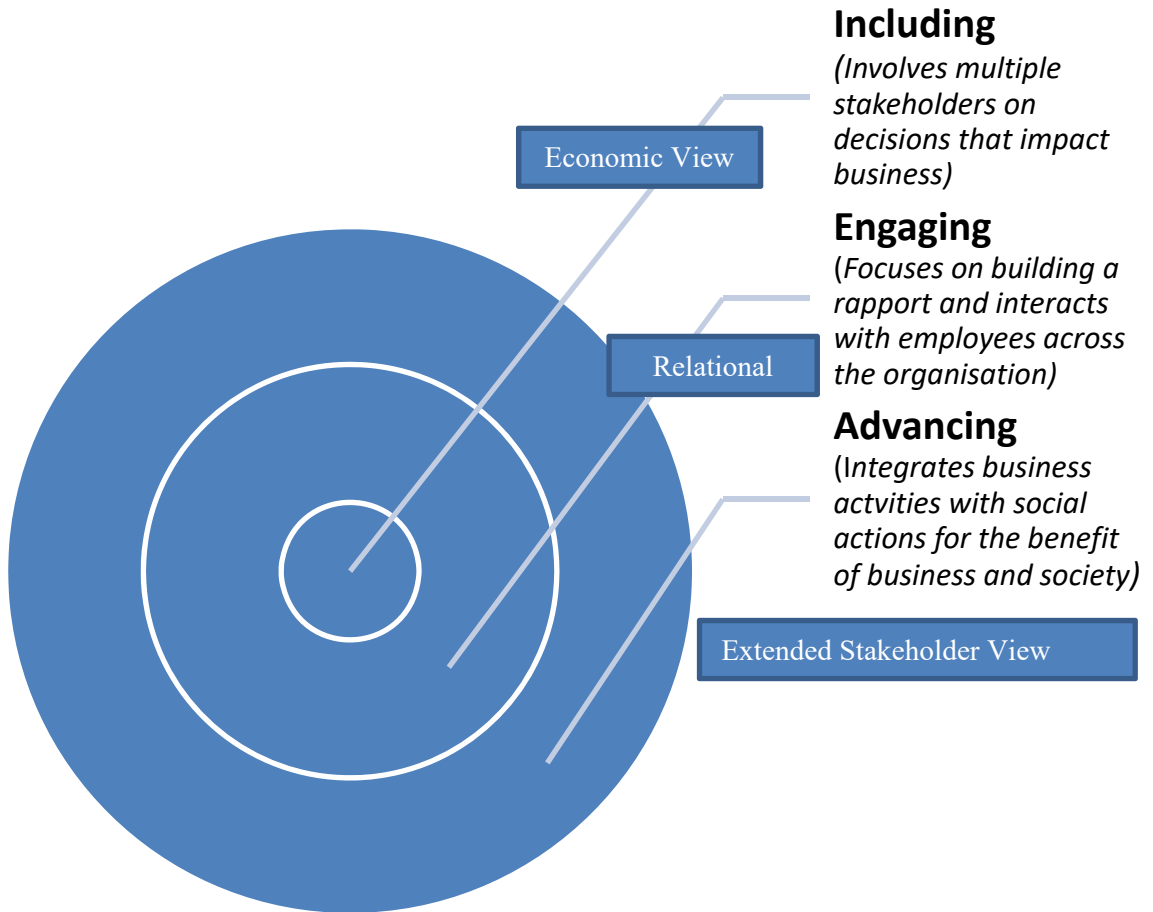 Including
(Involves multiple
stakeholders on
decisions that impact
business)
Economic View
Engaging
(Focuses on building a
rapport and interacts
with employees across
the organisation)
Relational
Advancing
(Integrates business
actvities with social
actions for the benefit
of business and society)
Extended Stakeholder View